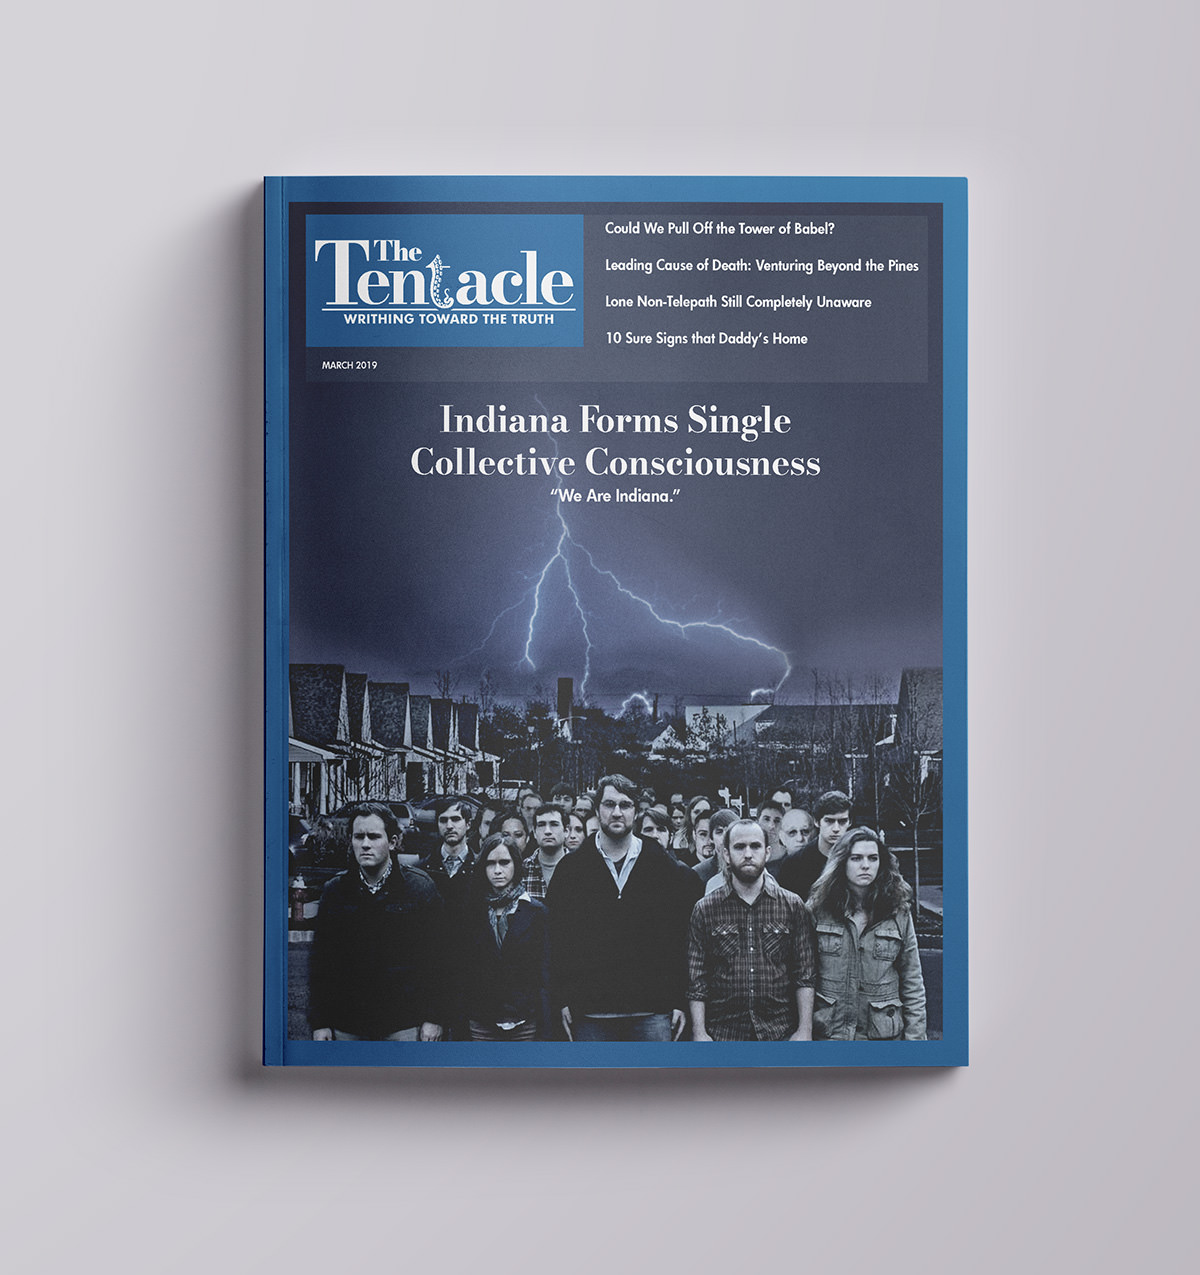 The
Tentacle
WRITHING TOWARD THE TRUTH
MARCH 2019
Could We Pull Off the Tower of Babel?
Leading Cause of Death: Venturing Beyond the Pines
Lone Non-Telepath Still Completely Unaware
10 Sure Signs that Daddy's Home
Indiana Forms Single
Collective Consciousness
“We Are Indiana.”